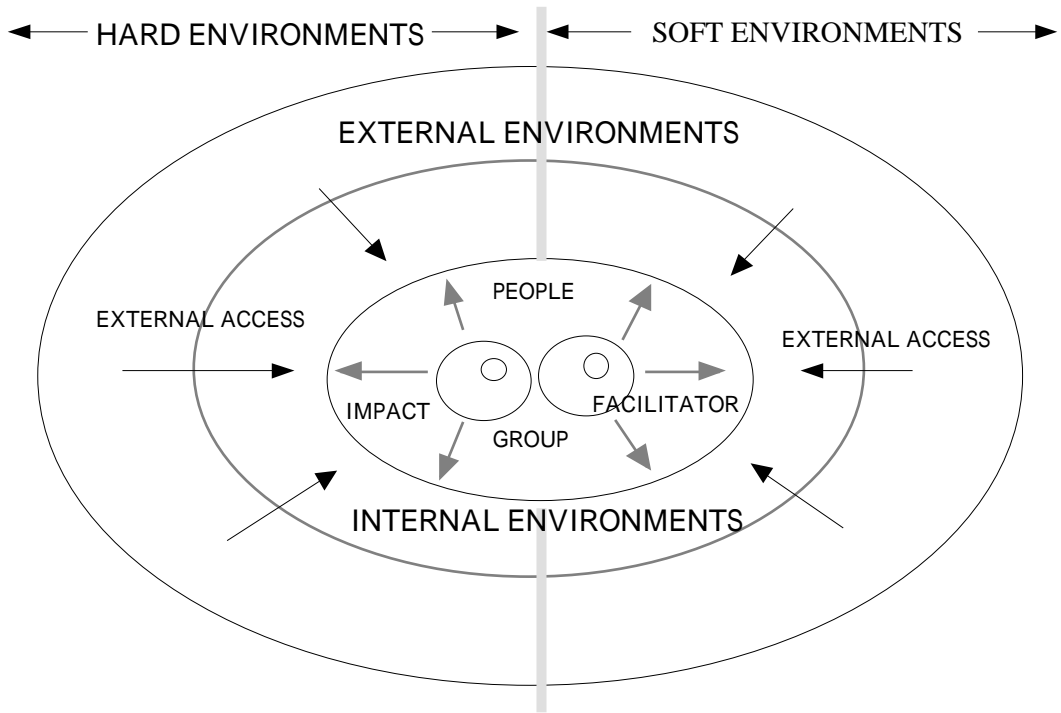 HARD ENVIRONMENTS
SOFT ENVIRONMENTS
EXTERNAL ENVIRONMENTS
PEOPLE
EXTERNAL ACCESS
EXTERNAL ACCESS
IMPACT
FACILITATOR
GROUP
INTERNAL ENVIRONMENTS